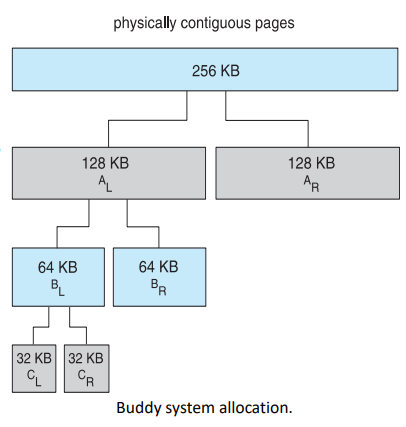 physically contiguous pages
256 KB
128 KB
A_L
128 KB
A_R
64 KB
B_L
64 KB
B_R
32 KB
C_L
32 KB
C_R
Buddy system allocation.